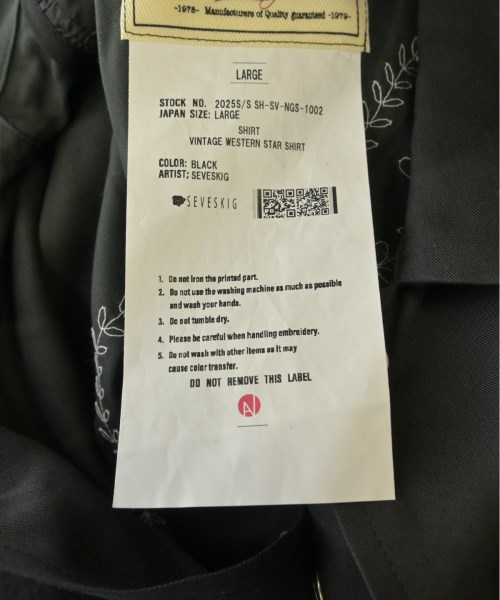 -1978- Manufacturers of Quality guaranteed -1979-
LARGE
STOCK NO. 2025S/S SH-SV-NGS-1002
JAPAN SIZE: LARGE
SHIRT
VINTAGE WESTERN STAR SHIRT
COLOR: BLACK
ARTIST; SEVESKIG
SEVESKIG
1. Do not iron the printed part.
2. Do not use the washing machine as much as possible
and wash your hands.
3. Do not tumble dry.
4. Please be careful when handling embroidery.
5. Do not wash with other items as it may
cause color transfer.
DO NOT REMOVE THIS LABEL